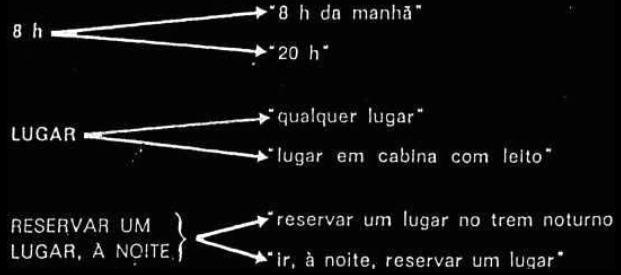 8 h
"8 h da manhã"
"20 h"
LUGAR
"qualquer lugar"
"lugar em cabina com leito"
RESERVAR UM
LUGAR, À NOITE
"reservar um lugar no trem noturno
"ir, à noite, reservar um lugar"